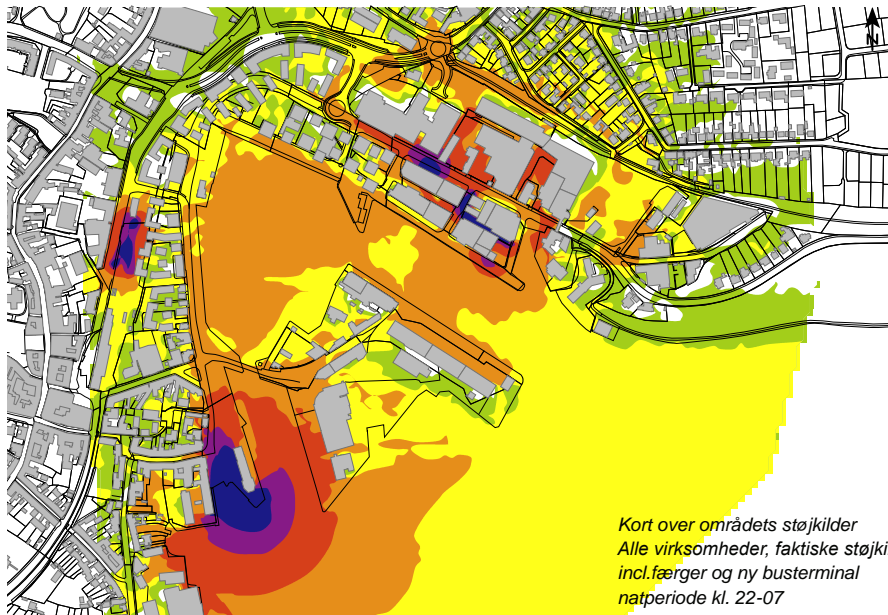 N
Kort over områdets støjkilder
Alle virksomheder, faktiske støjki
incl.færger og ny busterminal
natperiode kl. 22-07